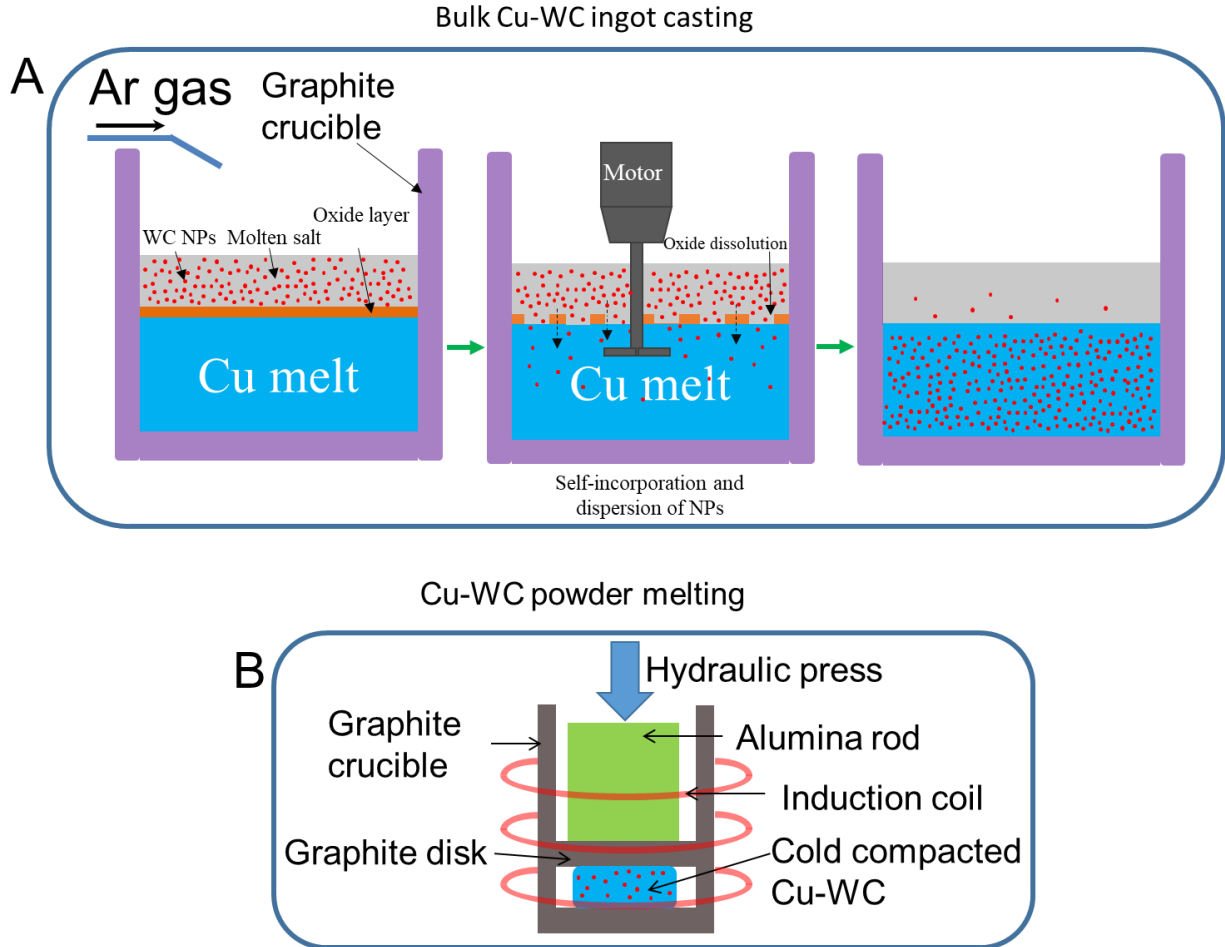 Bulk Cu-WC ingot casting
A
Ar gas
Graphite
crucible
Oxide layer
WC NPs
Molten salt
Cu melt
Motor
Oxide dissolution
Cu melt
Self-incorporation and
dispersion of NPs
Cu-WC powder melting
B
Hydraulic press
Graphite
crucible
Alumina rod
Induction coil
Graphite disk
Cold compacted
Cu-WC